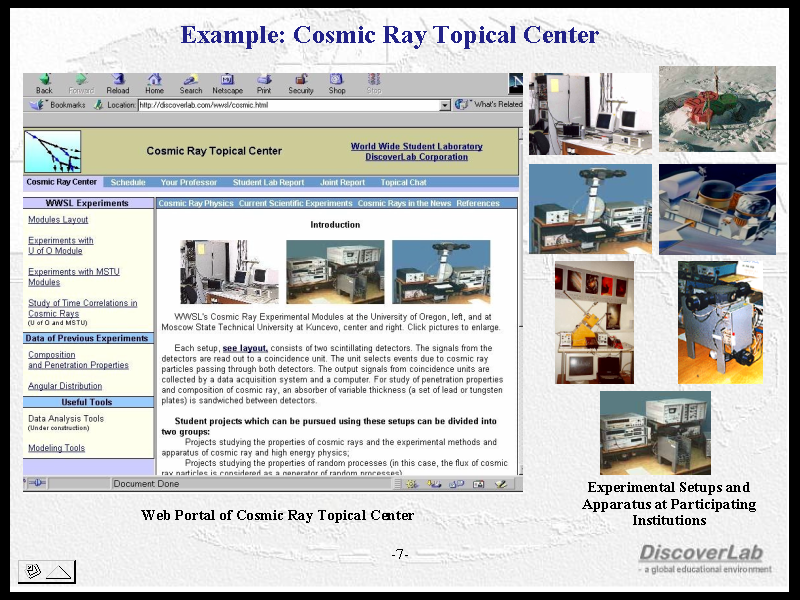 Example: Cosmic Ray Topical Center
Back Forward Reload Home Search Netscape Print Security Shop Stop
Bookmarks Location: http://discoverlab.com/wwsl/cosmic.html What's Related
Cosmic Ray Topical Center
World Wide Student Laboratory
DiscoverLab Corporation
Cosmic Ray Center Schedule Your Professor Student Lab Report Joint Report Topical Chat
WWSL Experiments
Modules Layout
Experiments with
U of O Module
Experiments with MSTU
Modules
Study of Time Correlations in
Cosmic Rays
(U of O and MSTU)
Data of Previous Experiments
Composition
and Penetration Properties
Angular Distribution
Useful Tools
Data Analysis Tools
(Under construction)
Modeling Tools
Cosmic Ray Physics Current Scientific Experiments Cosmic Rays in the News References
Introduction
WWSL's Cosmic Ray Experimental Modules at the University of Oregon, left, and at
Moscow State Technical University at Kuncevo, center and right. Click pictures to enlarge.
Each setup, see layout, consists of two scintillating detectors. The signals from the
detectors are read out to a coincidence unit. The unit selects events due to cosmic ray
particles passing through both detectors. The output signals from coincidence units are
collected by a data acquisition system and a computer. For study of penetration properties
and composition of cosmic ray, an absorber of variable thickness (a set of lead or tungsten
plates) is sandwiched between detectors.
Student projects which can be pursued using these setups can be divided into
two groups:
Projects studying the properties of cosmic rays and the experimental methods and
apparatus of cosmic ray and high energy physics;
Projects studying the properties of random processes (in this case, the flux of cosmic
ray particles is considered as a generator of random processes)
Document Done
Web Portal of Cosmic Ray Topical Center
Experimental Setups and
Apparatus at Participating
Institutions
-7-
DiscoverLab
- a global educational environment